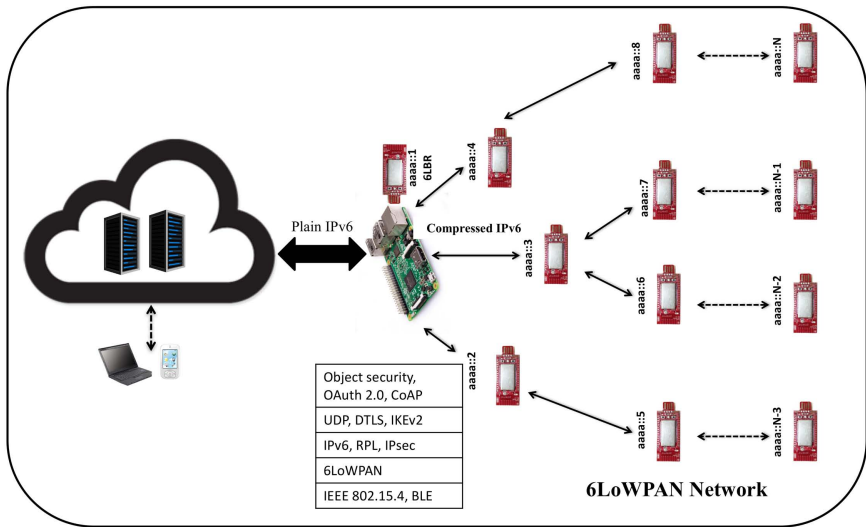 aaaa::8
aaaa::N
aaaa::1
6LBR
aaaa::4
aaaa::7
aaaa::N-1
Plain IPv6
Compressed IPv6
aaaa::3
aaaa::6
aaaa::N-2
aaaa::2
Object security,
OAuth 2.0, CoAP
UDP, DTLS, IKEv2
IPv6, RPL, IPsec
6LoWPAN
IEEE 802.15.4, BLE
aaaa::5
aaaa::N-3
6LoWPAN Network